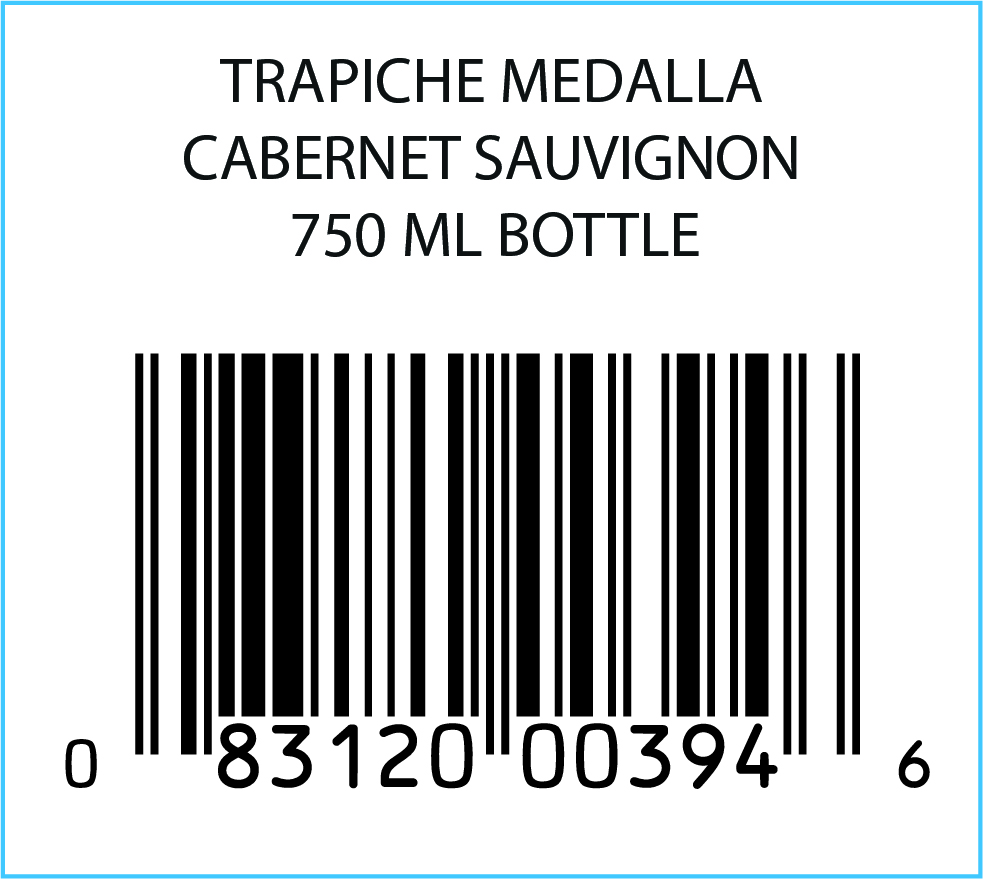 TRAPICHE MEDALLA
CABERNET SAUVIGNON
750 ML BOTTLE
0 83120 00394 6